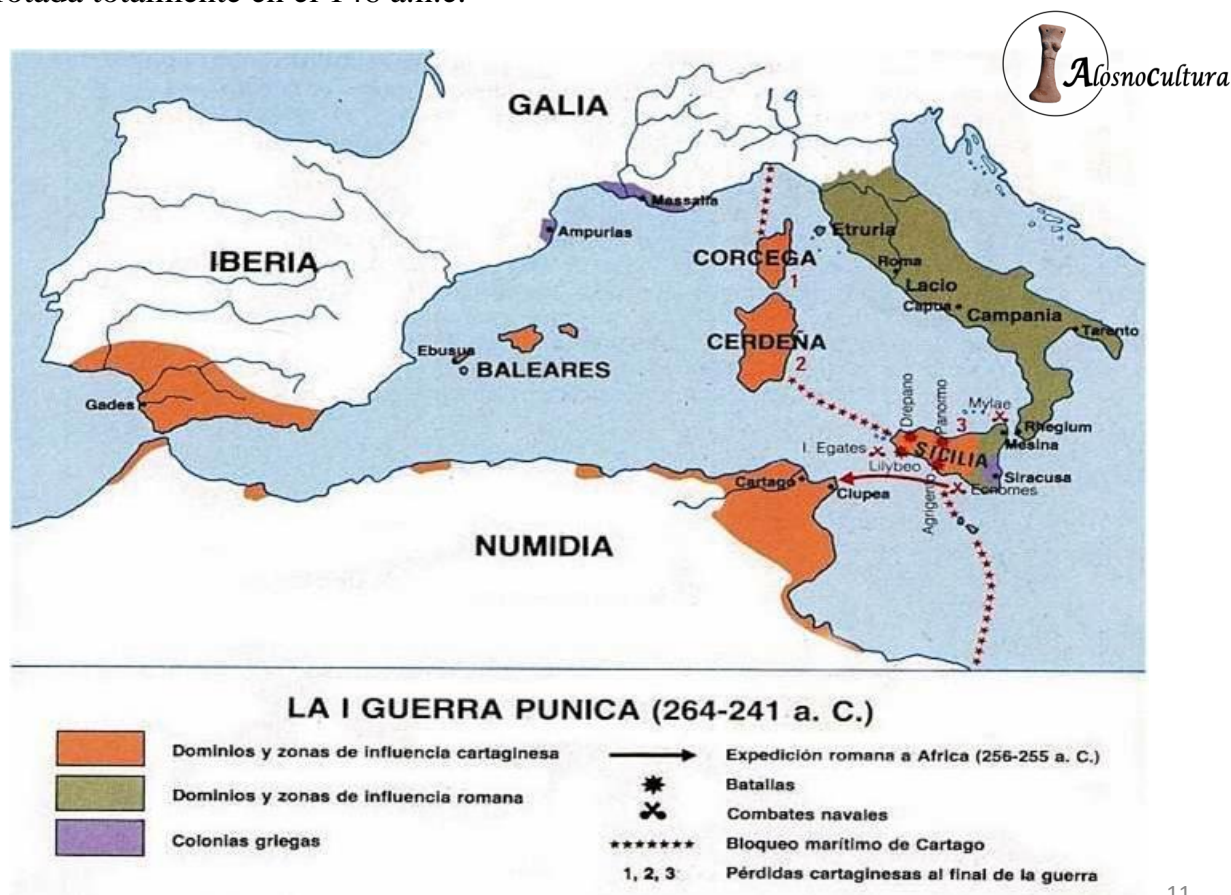 AlosnoCultura
GALIA
Massalia
Ampurias
IBERIA
CORCEGA
1
Etruria
Roma
Lacio
Capua
Campania
Tarento
CERDEÑA
2
Ebusus
BALEARES
Gades
Drepano
Panormo
Mylae
3
Rhegium
Mesina
I. Egates
SICILIA
Lilybeo
Siracusa
Cartago
Clupea
Agrigento
Ecnomes
NUMIDIA
LA I GUERRA PUNICA (264-241 a. C.)
Dominios y zonas de influencia cartaginesa
Dominios y zonas de influencia romana
Colonias griegas
Expedición romana a Africa (256-255 a. C.)
Batallas
Combates navales
Bloqueo marítimo de Cartago
1, 2, 3 Pérdidas cartaginesas al final de la guerra
11